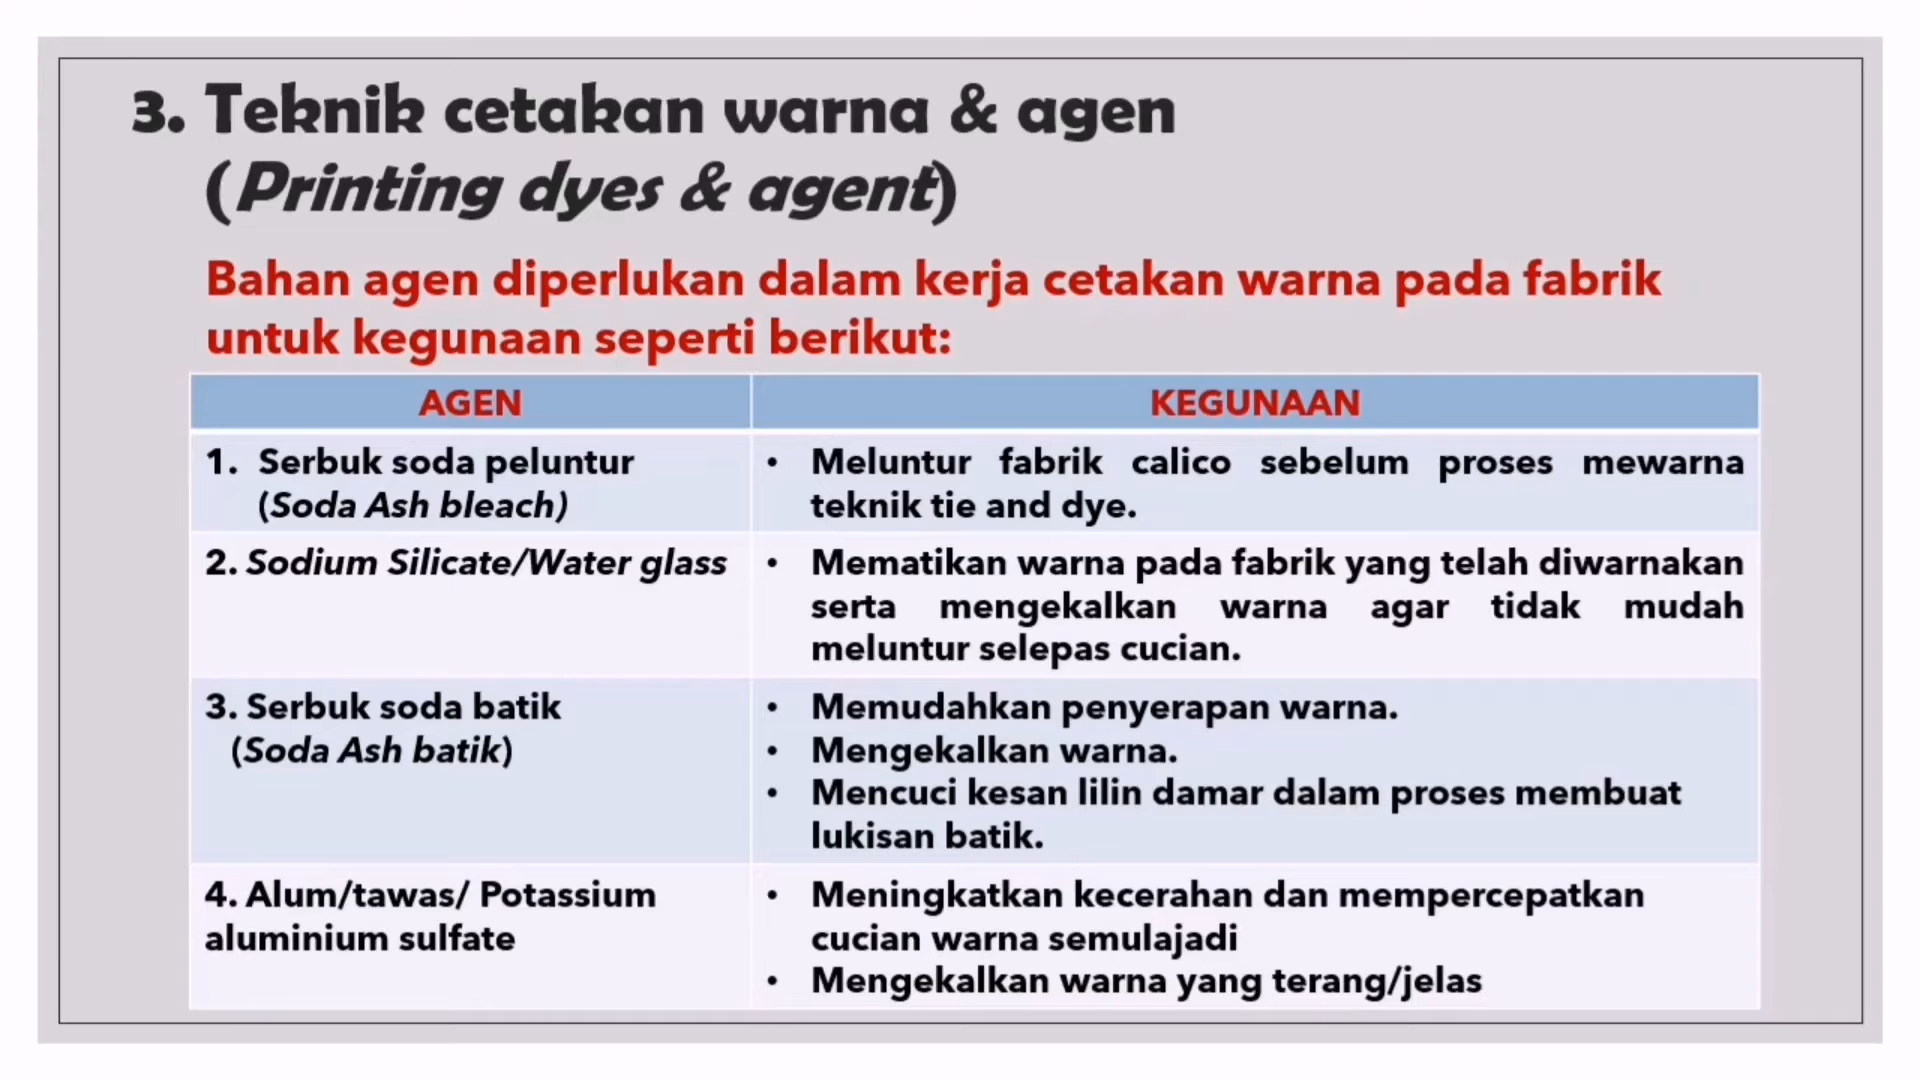 3. Teknik cetakan warna & agen
(Printing dyes & agent)
Bahan agen diperlukan dalam kerja cetakan warna pada fabrik
untuk kegunaan seperti berikut:
AGEN
KEGUNAAN
1. Serbuk soda peluntur
(Soda Ash bleach)
• Meluntur fabrik calico sebelum proses mewarna
teknik tie and dye.
2. Sodium Silicate/Water glass
• Mematikan warna pada fabrik yang telah diwarnakan
serta mengekalkan warna agar tidak mudah
meluntur selepas cucian.
3. Serbuk soda batik
(Soda Ash batik)
• Memudahkan penyerapan warna.
• Mengekalkan warna.
• Mencuci kesan lilin damar dalam proses membuat
lukisan batik.
4. Alum/tawas/ Potassium
aluminium sulfate
• Meningkatkan kecerahan dan mempercepatkan
cucian warna semulajadi
• Mengekalkan warna yang terang/jelas